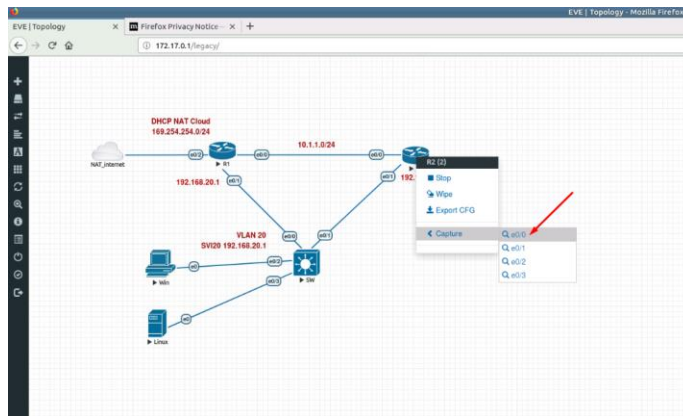 EVE | Topology - Mozilla Firefox
EVE | Topology
Firefox Privacy Notice
172.17.0.1/legacy/
DHCP NAT Cloud
169.254.254.0/24
10.1.1.0/24
NAT_internet
e0/2
R1
e0/0
e0/0
R2 (2)
Stop
Wipe
Export CFG
Capture
e0/0
e0/1
e0/2
e0/3
192.168.20.1
e0/1
e0/1
192.
VLAN 20
SVI20 192.168.20.1
e0/0
e0/1
e0
e0/2
e0/3
SW
Win
e0
Linux